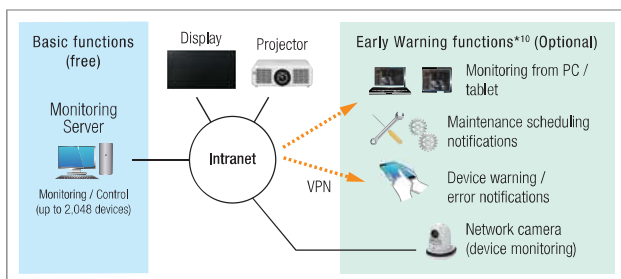 Basic functions
(free)
Monitoring
Server
Monitoring / Control
(up to 2,048 devices)
Display
Projector
Intranet
VPN
Early Warning functions*10 (Optional)
Monitoring from PC /
tablet
Maintenance scheduling
notifications
Device warning /
error notifications
Network camera
(device monitoring)